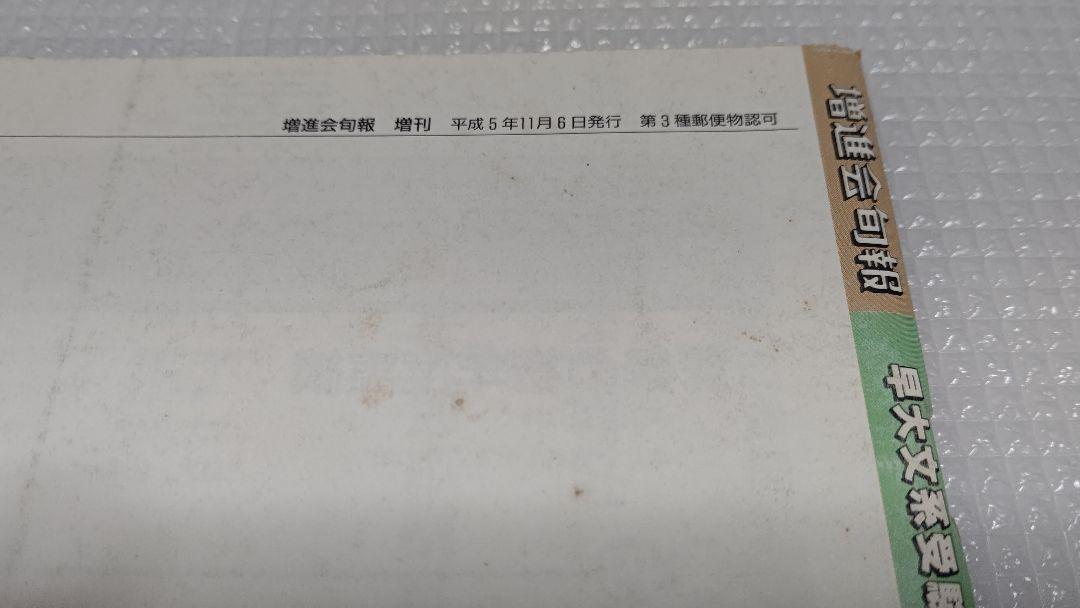 増進会旬報 増刊 平成5年11月6日発行 第3種郵便物認可
増進会旬報
早大文系受験